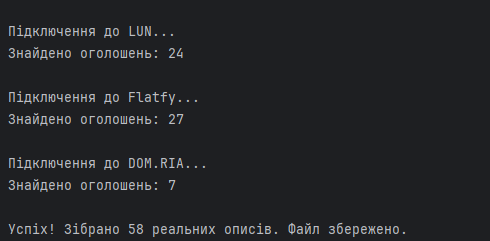 Підключення до LUN...
Знайдено оголошень: 24
Підключення до Flatfy...
Знайдено оголошень: 27
Підключення до DOM.RIA...
Знайдено оголошень: 7
Успіх! Зібрано 58 реальних описів. Файл збережено.